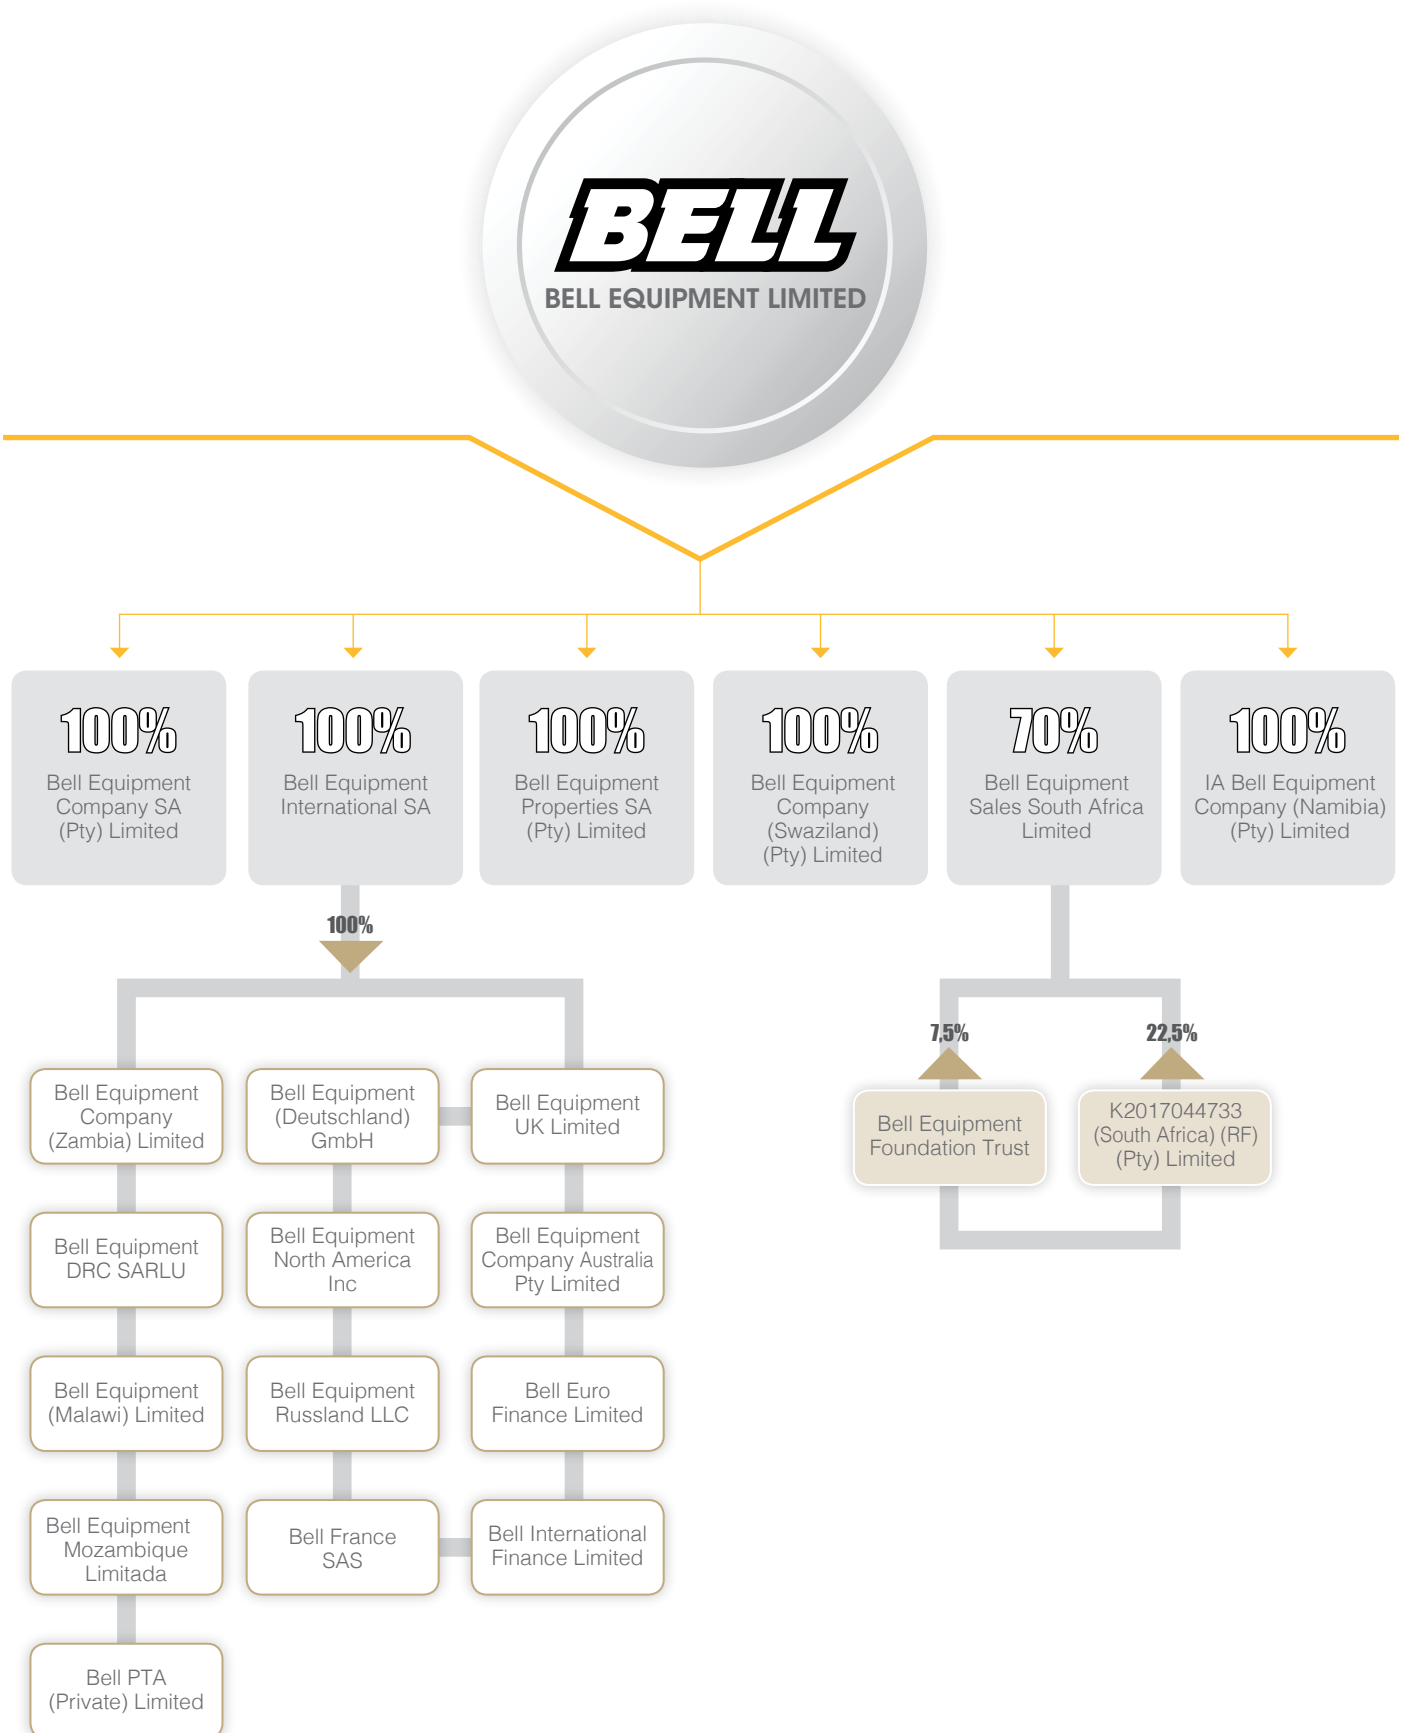 BELL
BELL EQUIPMENT LIMITED
100%
Bell Equipment
Company SA
(Pty) Limited
100%
Bell Equipment
International SA
100%
Bell Equipment
Properties SA
(Pty) Limited
100%
Bell Equipment
Company
(Swaziland)
(Pty) Limited
70%
Bell Equipment
Sales South Africa
Limited
100%
IA Bell Equipment
Company (Namibia)
(Pty) Limited
100%
7,5%
22,5%
Bell Equipment
Company
(Zambia) Limited
Bell Equipment
(Deutschland)
GmbH
Bell Equipment
UK Limited
Bell Equipment
Foundation Trust
K2017044733
(South Africa) (RF)
(Pty) Limited
Bell Equipment
DRC SARLU
Bell Equipment
North America
Inc
Bell Equipment
Company Australia
Pty Limited
Bell Equipment
(Malawi) Limited
Bell Equipment
Russland LLC
Bell Euro
Finance Limited
Bell Equipment
Mozambique
Limitada
Bell France
SAS
Bell International
Finance Limited
Bell PTA
(Private) Limited